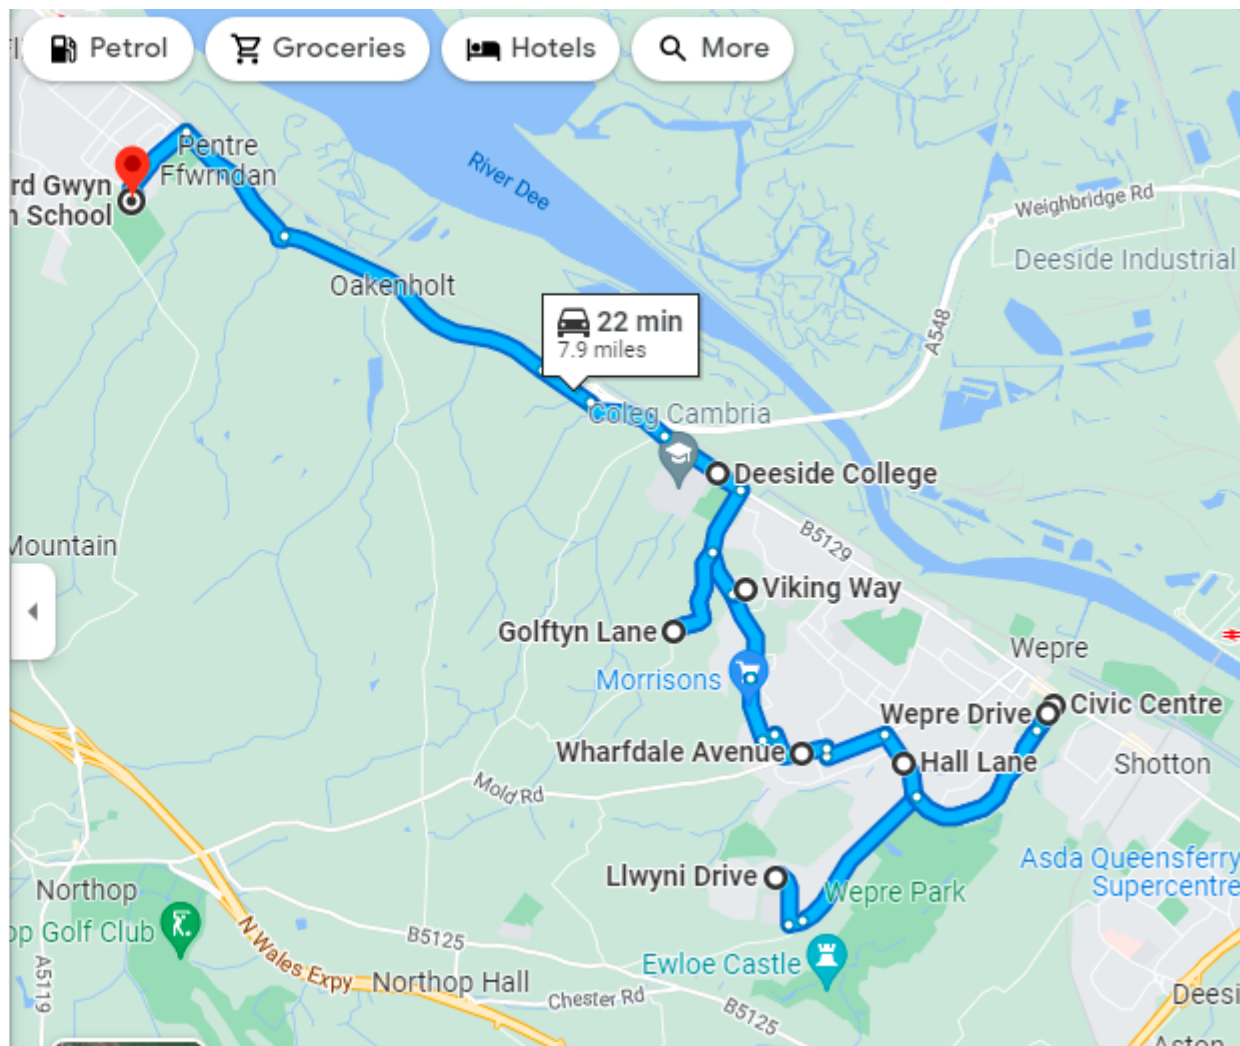 Petrol
Groceries
Hotels
More
Pentre
Ffwrndan
rd Gwyn
School
River Dee
Weighbridge Rd
Deeside Industrial
Oakenholt
22 min
7.9 miles
A548
Coleg Cambria
Deeside College
B5129
Mountain
Viking Way
Golftyn Lane
Wepre
Morrisons
Wepre Drive
Civic Centre
Wharfdale Avenue
Hall Lane
Shotton
Mold Rd
Asda Queensferry
Supercentre
Llwyni Drive
Northop
Wepre Park
op Golf Club
N Wales Expy
B5125
Ewloe Castle
A5119
Northop Hall
Chester Rd
B5125
Deesi
Aston